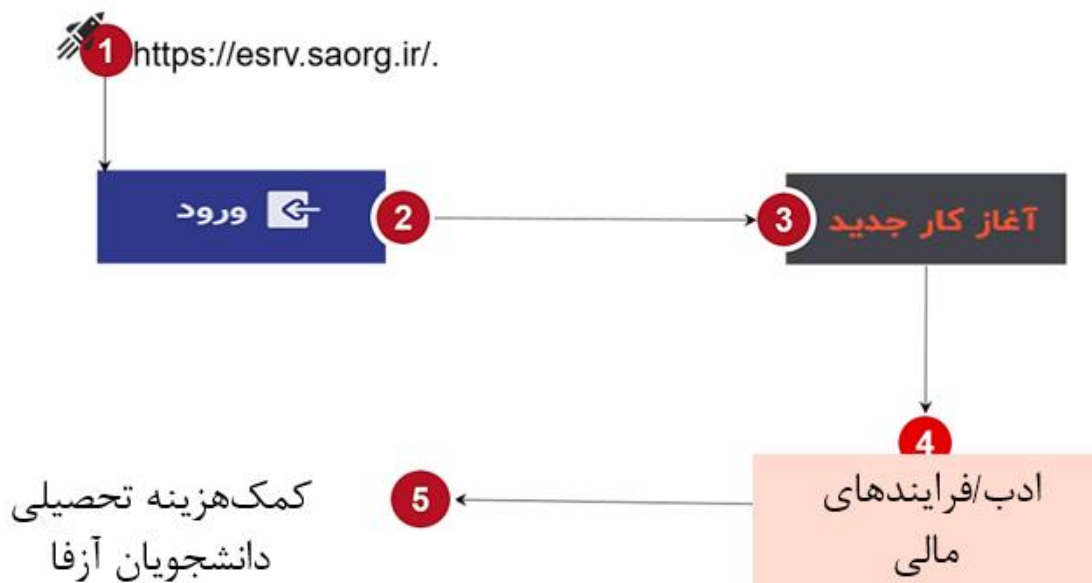 1 https://esrv.saorg.ir/.
ورود 2
3 آغاز کار جدید
4
ادب/فرایندهای
مالی
5
کمک‌هزینه تحصیلی
دانشجویان آزفا